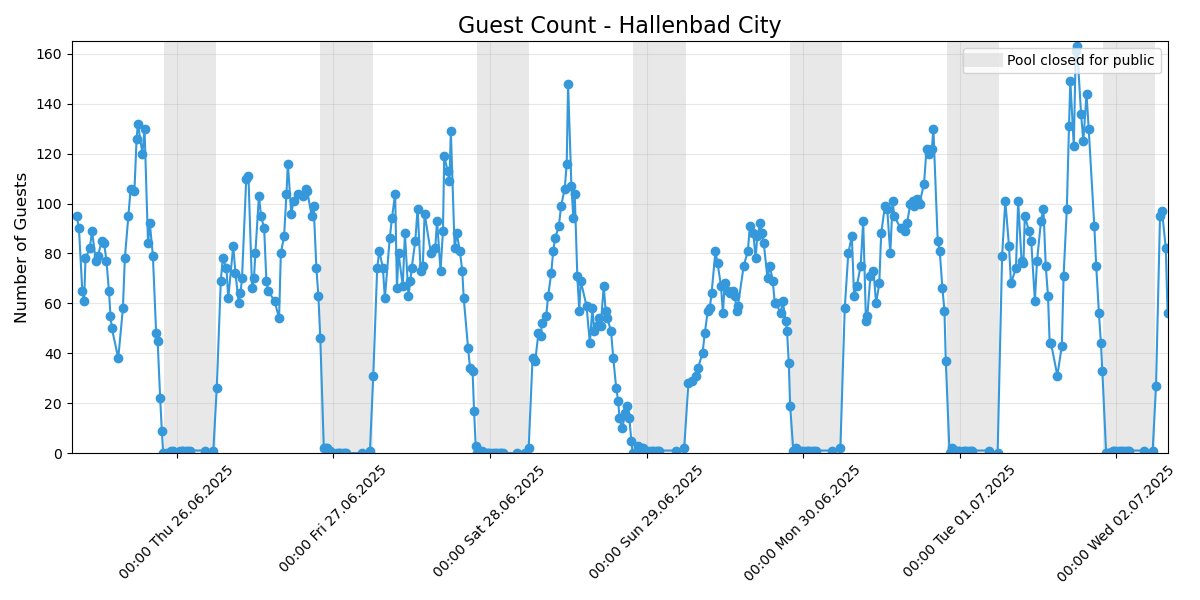 Guest Count - Hallenbad City
Pool closed for public
Number of Guests
160
140
120
100
80
60
40
20
0
00:00 Thu 26.06.2025
00:00 Fri 27.06.2025
00:00 Sat 28.06.2025
00:00 Sun 29.06.2025
00:00 Mon 30.06.2025
00:00 Tue 01.07.2025
00:00 Wed 02.07.2025